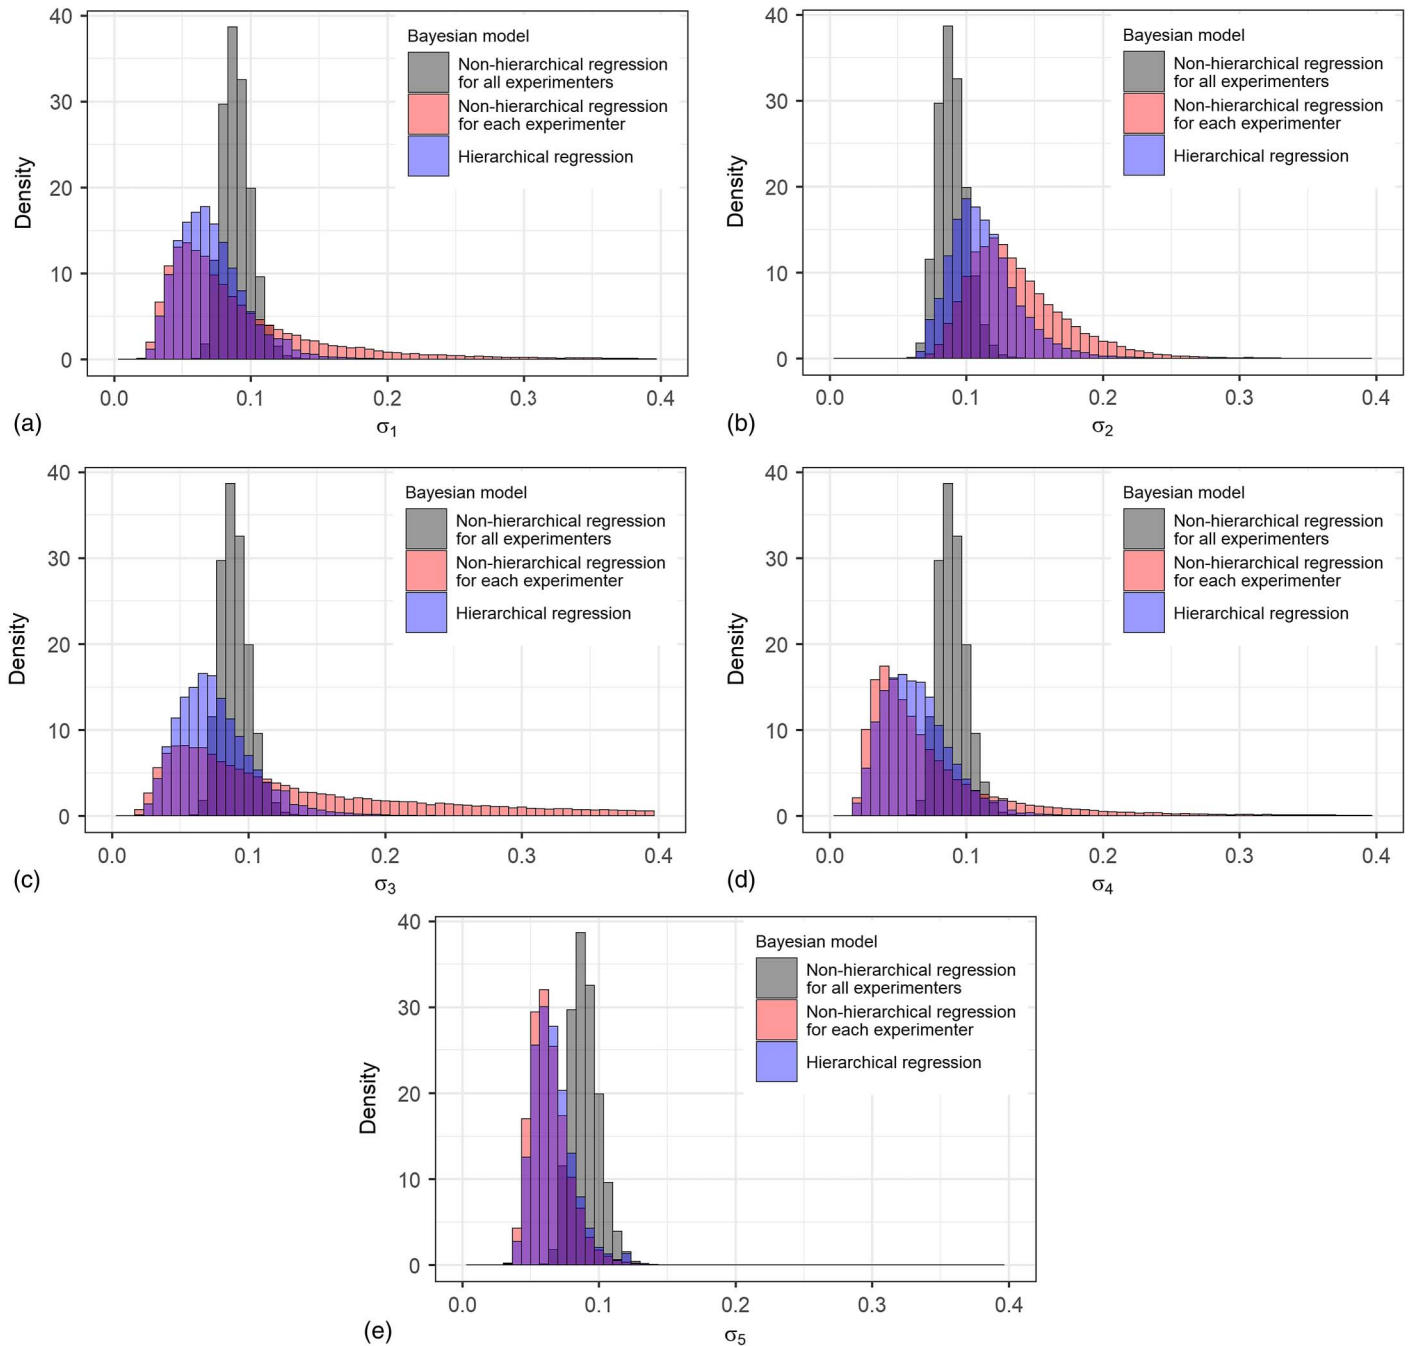 40
30
20
10
0
Density
Bayesian model
Non-hierarchical regression
for all experimenters
Non-hierarchical regression
for each experimenter
Hierarchical regression
0.0 0.1 0.2 0.3 0.4
(a)
σ1
40
30
20
10
0
Density
Bayesian model
Non-hierarchical regression
for all experimenters
Non-hierarchical regression
for each experimenter
Hierarchical regression
0.0 0.1 0.2 0.3 0.4
(b)
σ2
40
30
20
10
0
Density
Bayesian model
Non-hierarchical regression
for all experimenters
Non-hierarchical regression
for each experimenter
Hierarchical regression
0.0 0.1 0.2 0.3 0.4
(c)
σ3
40
30
20
10
0
Density
Bayesian model
Non-hierarchical regression
for all experimenters
Non-hierarchical regression
for each experimenter
Hierarchical regression
0.0 0.1 0.2 0.3 0.4
(d)
σ4
40
30
20
10
0
Density
Bayesian model
Non-hierarchical regression
for all experimenters
Non-hierarchical regression
for each experimenter
Hierarchical regression
0.0 0.1 0.2 0.3 0.4
(e)
σ5